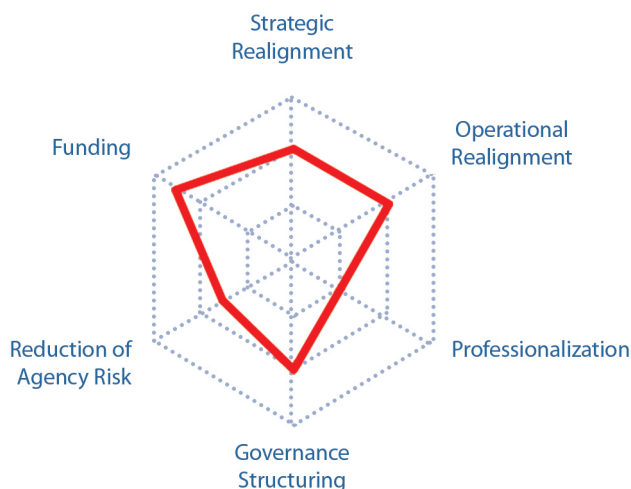 Strategic
Realignment
Operational
Realignment
Funding
Reduction of
Agency Risk
Professionalization
Governance
Structuring